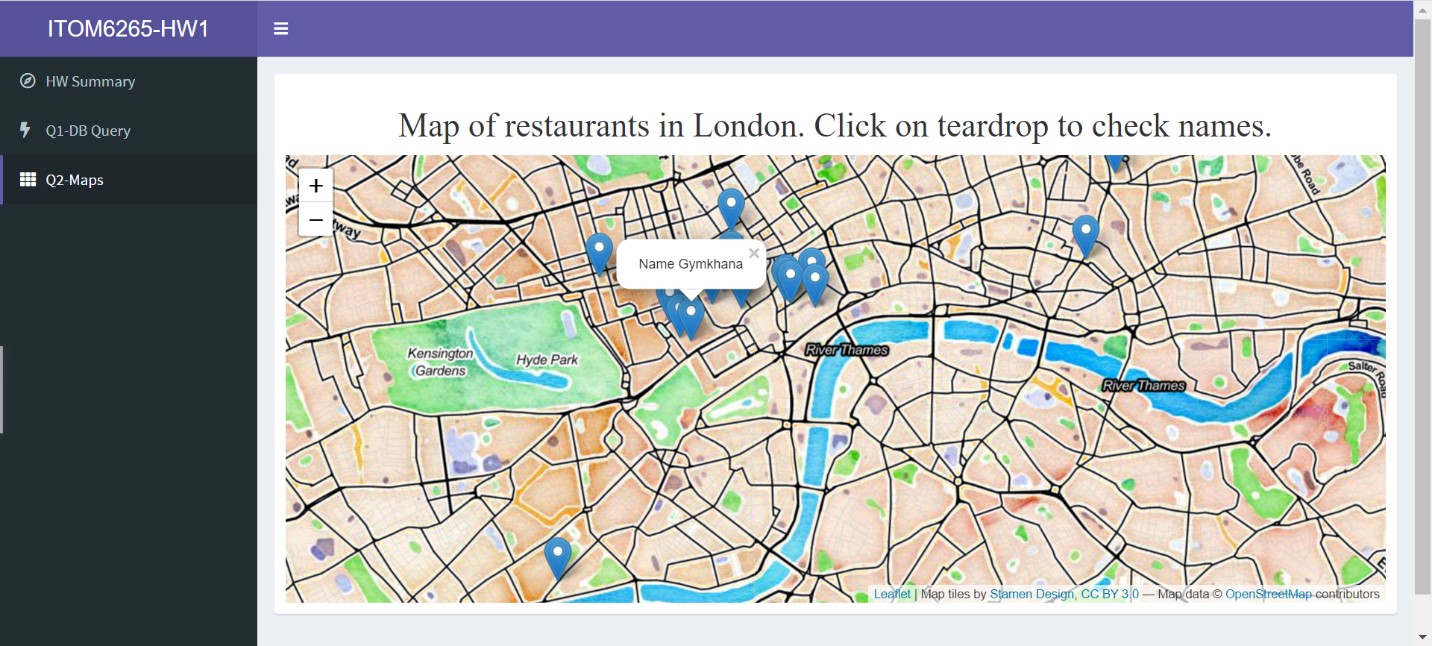 ITOM6265-HW1
HW Summary
Q1-DB Query
Q2-Maps
Map of restaurants in London. Click on teardrop to check names.
+
−
way
Name Gymkhana
×
Kensington
Gardens
Hyde Park
River Thames
River Thames
Salter Road
Leaflet | Map tiles by Stamen Design, CC BY 3.0 — Map data © OpenStreetMap contributors